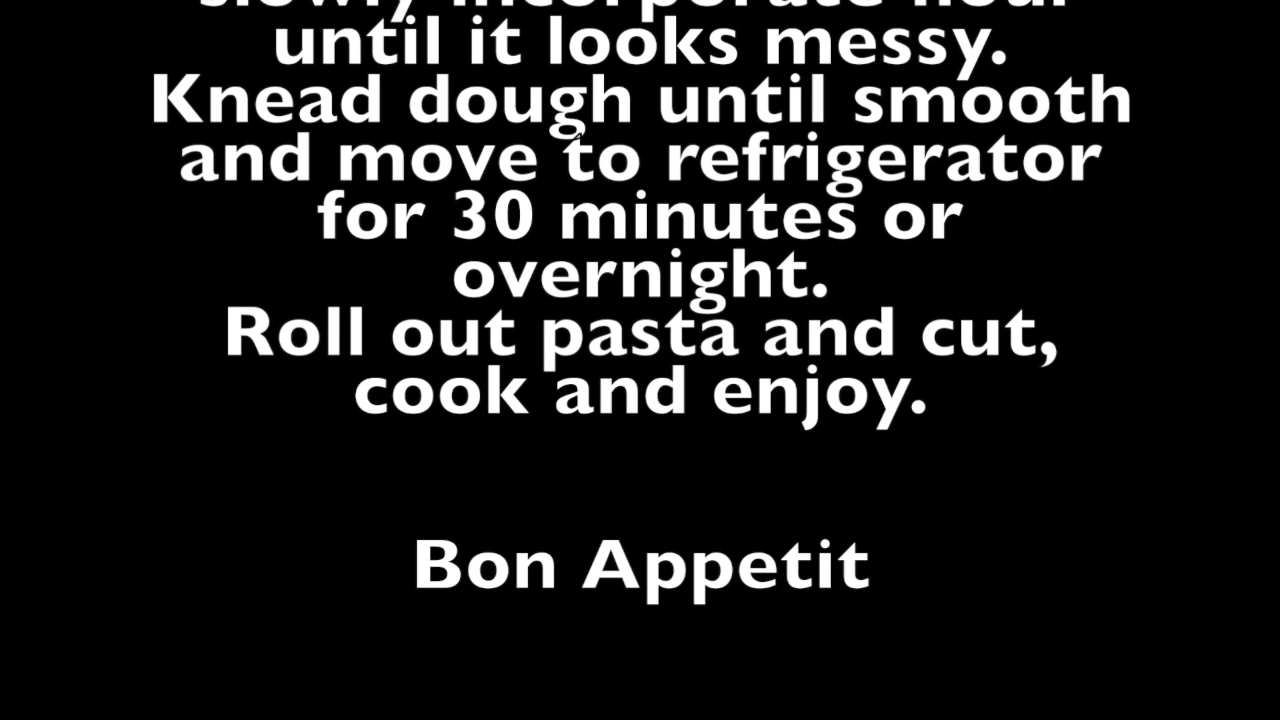 slowly incorporate flour
until it looks messy.
Knead dough until smooth
and move to refrigerator
for 30 minutes or
overnight.
Roll out pasta and cut,
cook and enjoy.
Bon Appetit